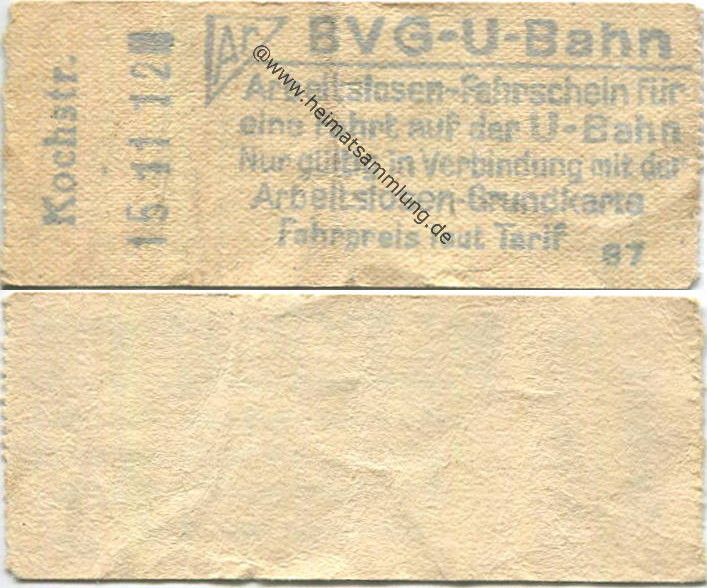 Kochstr.
15 11 12
Ar
BVG-U-Bahn
Arbeitslosen-Fahrschein für
eine Fahrt auf der U-Bahn
Nur gültig in Verbindung mit der
Arbeitslosen-Grundkarte
Fahrpreis laut Tarif
87
@www.heimatsammlung.de